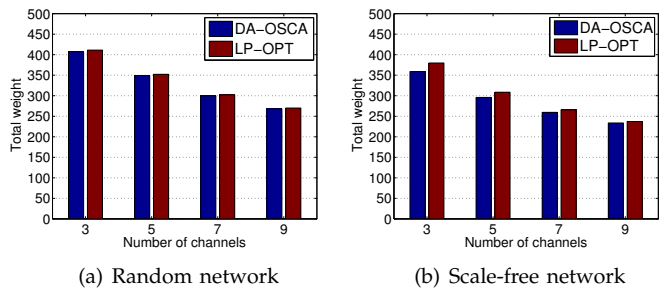 500
450
400
350
300
250
200
150
100
50
0
Total weight
DA−OSCA
LP−OPT
3 5 7 9
Number of channels
(a) Random network
500
450
400
350
300
250
200
150
100
50
0
Total weight
DA−OSCA
LP−OPT
3 5 7 9
Number of channels
(b) Scale-free network